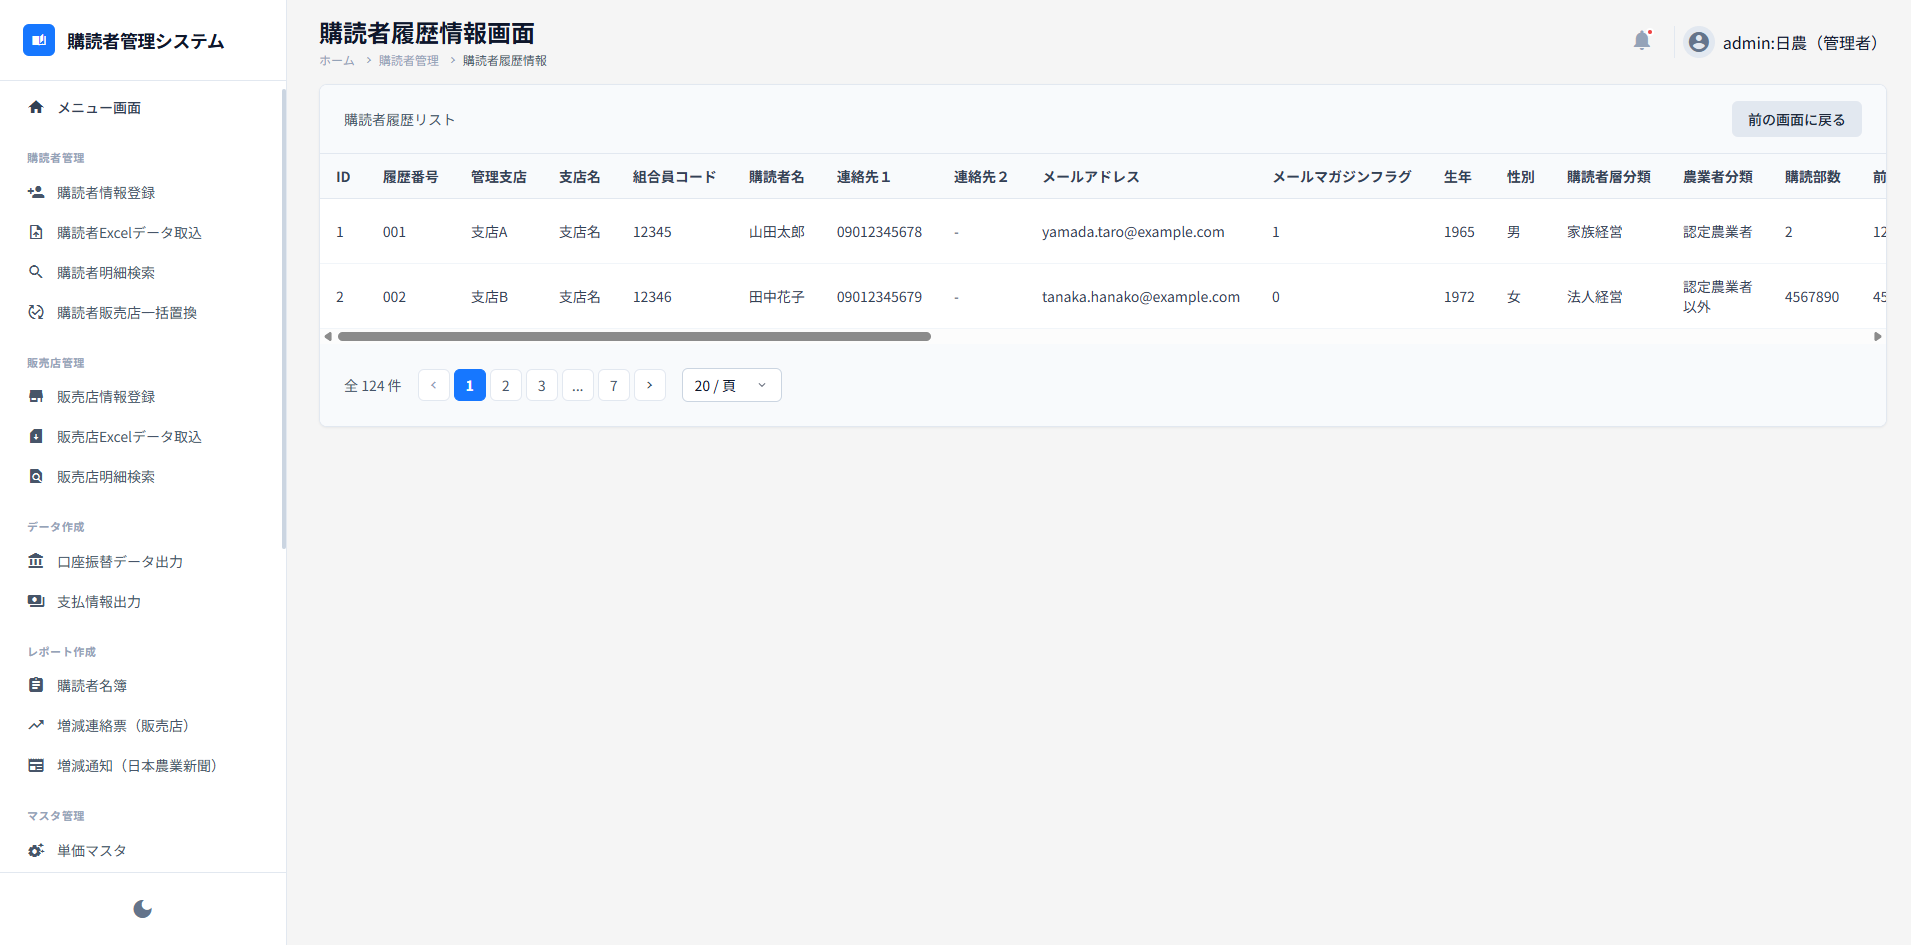 購読者管理システム
メニュー画面
購読者管理
購読者情報登録
購読者Excelデータ取込
購読者明細検索
購読者販売店一括置換
販売店管理
販売店情報登録
販売店Excelデータ取込
販売店明細検索
データ作成
口座振替データ出力
支払情報出力
レポート作成
購読者名簿
増減連絡票（販売店）
増減通知（日本農業新聞）
マスタ管理
単価マスタ
購読者履歴情報画面
ホーム > 購読者管理 > 購読者履歴情報
admin:日農（管理者）
購読者履歴リスト
前の画面に戻る
ID 履歴番号 管理支店 支店名 組合員コード 購読者名 連絡先１ 連絡先２ メールアドレス メールマガジンフラグ 生年 性別 購読者層分類 農業者分類 購読部数 前
1 001 支店A 支店名 12345 山田太郎 09012345678 - yamada.taro@example.com 1 1965 男 家族経営 認定農業者 2 12
2 002 支店B 支店名 12346 田中花子 09012345679 - tanaka.hanako@example.com 0 1972 女 法人経営 認定農業者以外 4567890 45
全 124 件 < 1 2 3 ... 7 > 20 / 頁